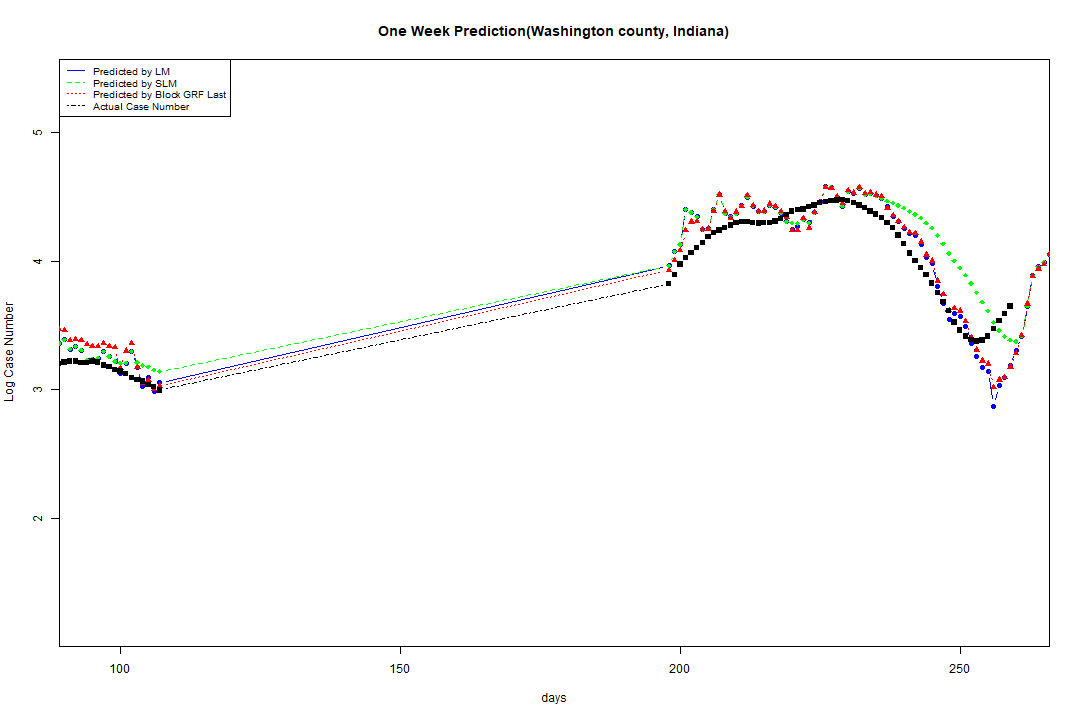 One Week Prediction(Washington county, Indiana)
Predicted by LM
Predicted by SLM
Predicted by Block GRF Last
Actual Case Number
5
4
3
2
Log Case Number
100 150 200 250
days